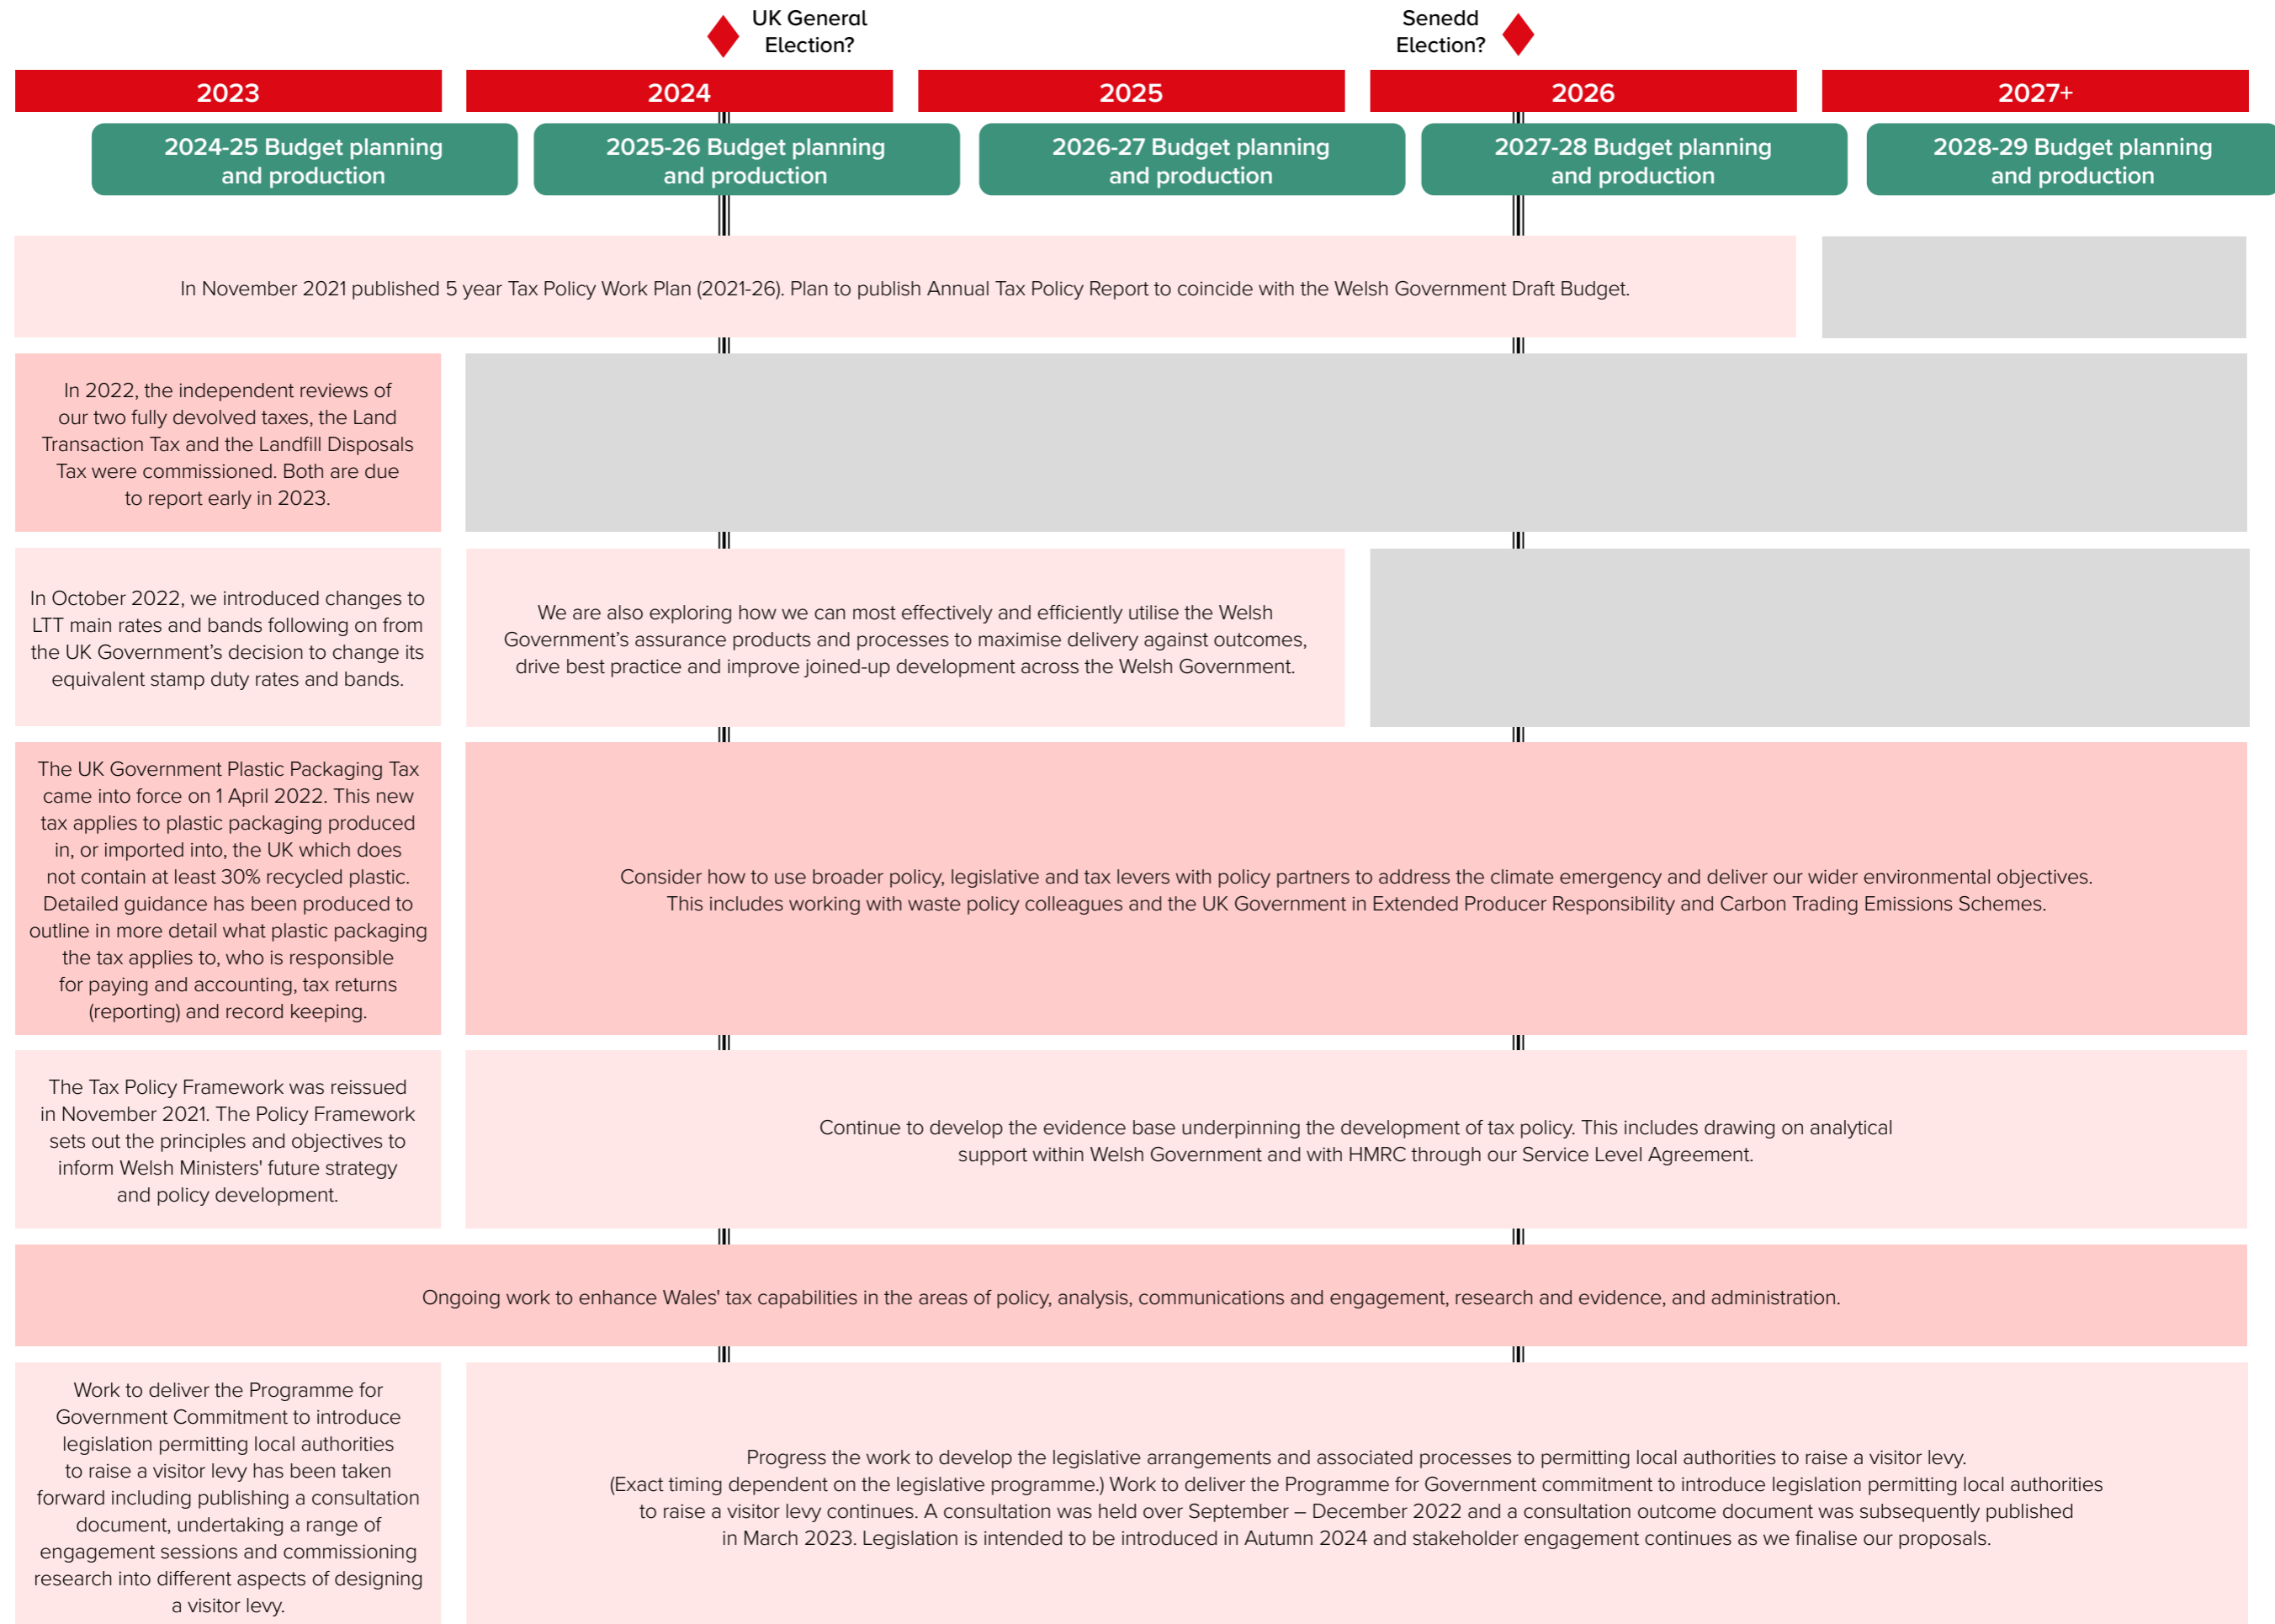 UK General
Election?
Senedd
Election?
2023
2024
2025
2026
2027+
2024-25 Budget planning
and production
2025-26 Budget planning
and production
2026-27 Budget planning
and production
2027-28 Budget planning
and production
2028-29 Budget planning
and production
In November 2021 published 5 year Tax Policy Work Plan (2021-26). Plan to publish Annual Tax Policy Report to coincide with the Welsh Government Draft Budget.
In 2022, the independent reviews of
our two fully devolved taxes, the Land
Transaction Tax and the Landfill Disposals
Tax were commissioned. Both are due
to report early in 2023.
In October 2022, we introduced changes to
LTT main rates and bands following on from
the UK Government’s decision to change its
equivalent stamp duty rates and bands.
We are also exploring how we can most effectively and efficiently utilise the Welsh
Government’s assurance products and processes to maximise delivery against outcomes,
drive best practice and improve joined-up development across the Welsh Government.
The UK Government Plastic Packaging Tax
came into force on 1 April 2022. This new
tax applies to plastic packaging produced
in, or imported into, the UK which does
not contain at least 30% recycled plastic.
Detailed guidance has been produced to
outline in more detail what plastic packaging
the tax applies to, who is responsible
for paying and accounting, tax returns
(reporting) and record keeping.
Consider how to use broader policy, legislative and tax levers with policy partners to address the climate emergency and deliver our wider environmental objectives.
This includes working with waste policy colleagues and the UK Government in Extended Producer Responsibility and Carbon Trading Emissions Schemes.
The Tax Policy Framework was reissued
in November 2021. The Policy Framework
sets out the principles and objectives to
inform Welsh Ministers' future strategy
and policy development.
Continue to develop the evidence base underpinning the development of tax policy. This includes drawing on analytical
support within Welsh Government and with HMRC through our Service Level Agreement.
Ongoing work to enhance Wales' tax capabilities in the areas of policy, analysis, communications and engagement, research and evidence, and administration.
Work to deliver the Programme for
Government Commitment to introduce
legislation permitting local authorities
to raise a visitor levy has been taken
forward including publishing a consultation
document, undertaking a range of
engagement sessions and commissioning
research into different aspects of designing
a visitor levy.
Progress the work to develop the legislative arrangements and associated processes to permitting local authorities to raise a visitor levy.
(Exact timing dependent on the legislative programme.) Work to deliver the Programme for Government commitment to introduce legislation permitting local authorities
to raise a visitor levy continues. A consultation was held over September – December 2022 and a consultation outcome document was subsequently published
in March 2023. Legislation is intended to be introduced in Autumn 2024 and stakeholder engagement continues as we finalise our proposals.